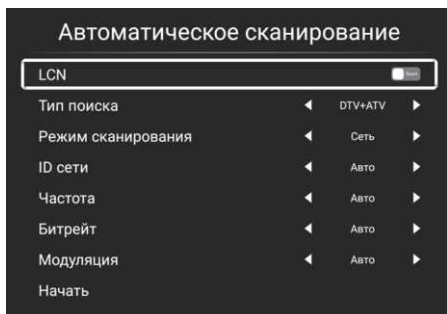 Автоматическое сканирование
LCN
Тип поиска DTV+ATV
Режим сканирования Сеть
ID сети Авто
Частота Авто
Битрейт Авто
Модуляция Авто
Начать